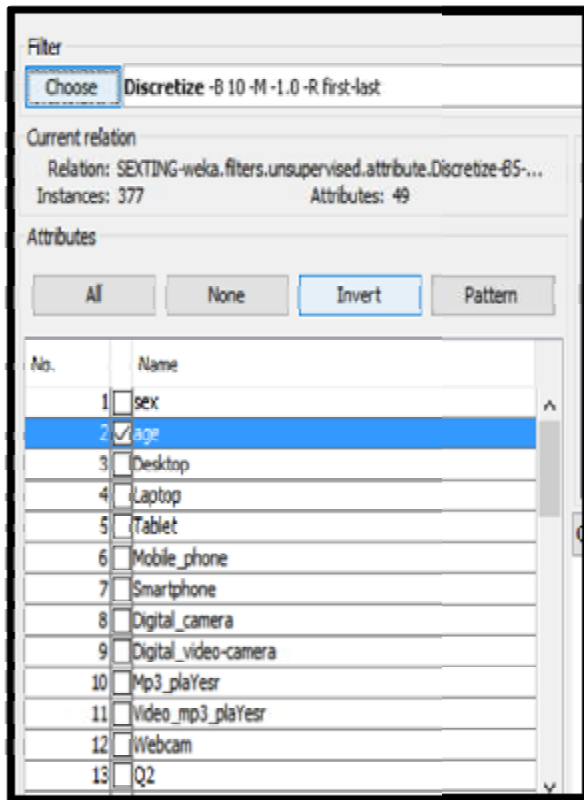 Filter
Choose Discretize -B 10 -M -1.0 -R first-last
Current relation
Relation: SEXTING-weka.filters.unsupervised.attribute.Discretize-B5-...
Instances: 377 Attributes: 49
Attributes
All None Invert Pattern
No. Name
1 sex
2 age
3 Desktop
4 Laptop
5 Tablet
6 Mobile_phone
7 Smartphone
8 Digital_camera
9 Digital_video-camera
10 Mp3_plaYesr
11 Video_mp3_plaYesr
12 Webcam
13 Q2